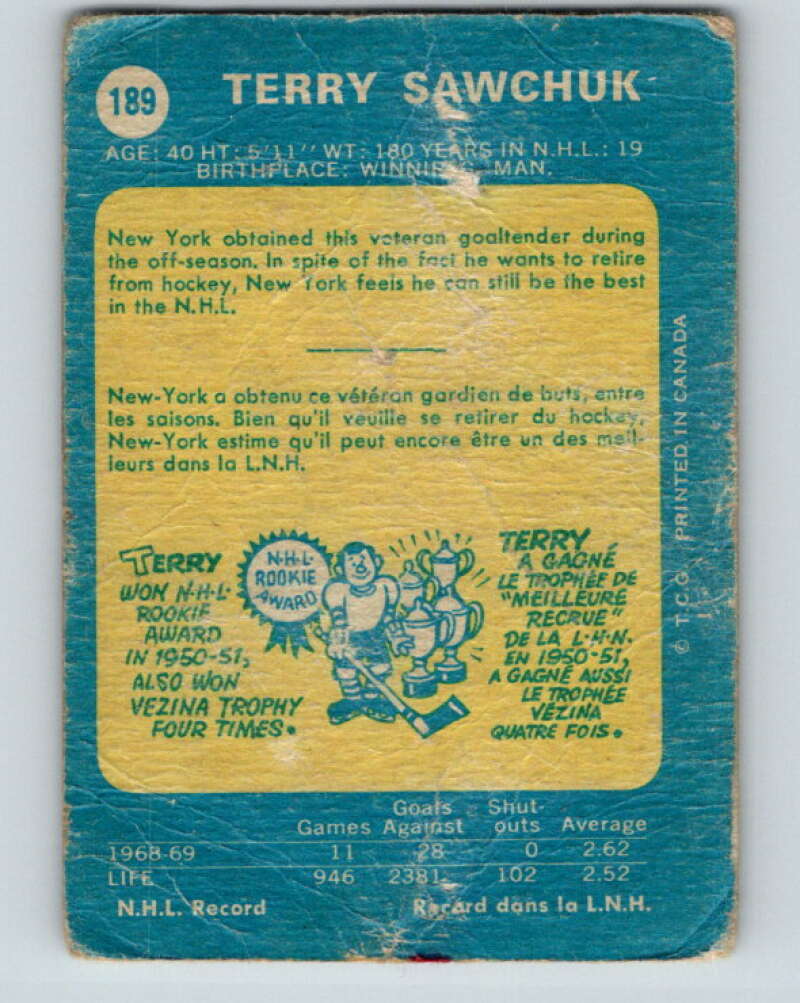 189
TERRY SAWCHUK
AGE: 40 HT: 5'11" WT: 180 YEARS IN N.H.L.: 19
BIRTHPLACE: WINNIPEG, MAN.
New York obtained this veteran goaltender during
the off-season. In spite of the fact he wants to retire
from hockey, New York feels he can still be the best
in the N.H.L.
New-York a obtenu ce vétéran gardien de buts, entre
les saisons. Bien qu'il veuille se retirer du hockey,
New-York estime qu'il peut encore être un des meil-
leurs dans la L.N.H.
TERRY
WON N·H·L·
ROOKIE
AWARD
IN 1950-51,
ALSO WON
VEZINA TROPHY
FOUR TIMES.
N·H·L·
ROOKIE
AWARD
TERRY
A GAGNÉ
LE TROPHÉE DE
"MEILLEURE
RECRUE"
DE LA L·H·N.
EN 1950-51,
A GAGNÉ AUSSI
LE TROPHÉE
VÉZINA
QUATRE FOIS.
© T.C.G. PRINTED IN CANADA
Goals Shut-
Games Against outs Average
1968-69 11 28 0 2.62
LIFE 946 2381 102 2.52
N.H.L. Record Record dans la L.N.H.